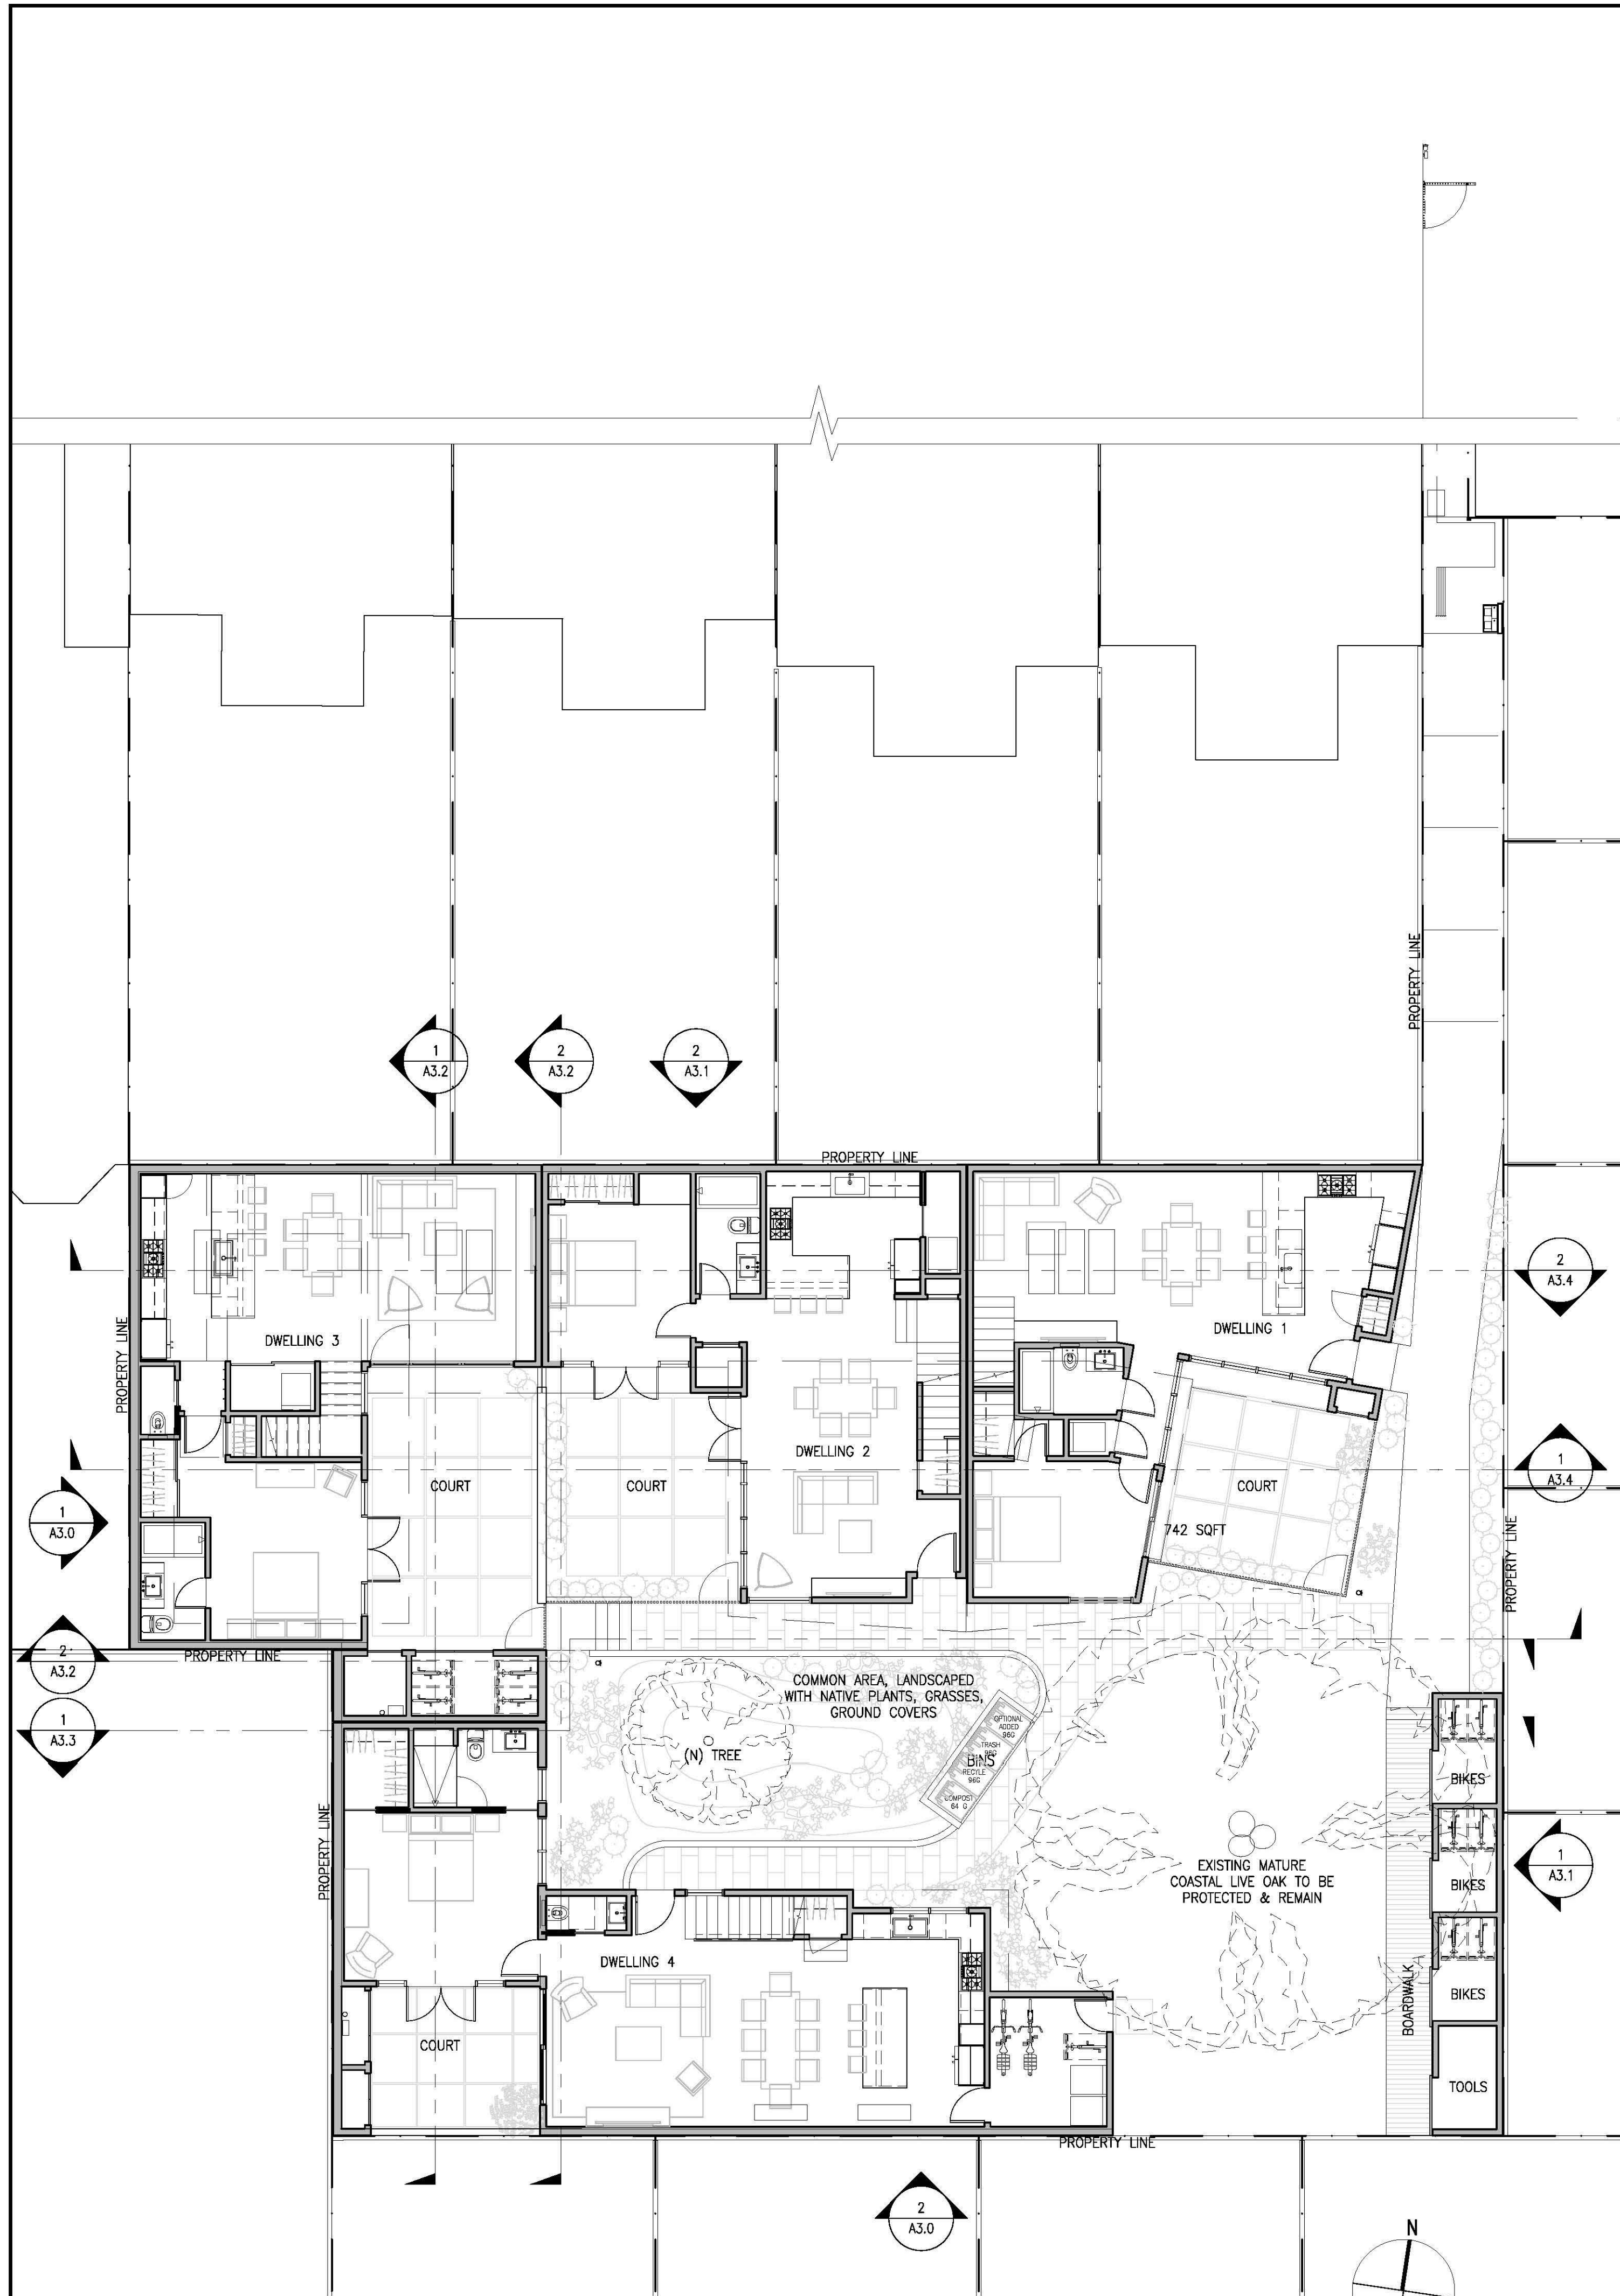 PROPERTY LINE
1
A3.2
2
A3.2
2
A3.1
PROPERTY LINE
DWELLING 3
DWELLING 1
2
A3.4
PROPERTY LINE
DWELLING 2
COURT
COURT
COURT
1
A3.4
1
A3.0
742 SQFT
PROPERTY LINE
2
A3.2
PROPERTY LINE
1
A3.3
COMMON AREA, LANDSCAPED
WITH NATIVE PLANTS, GRASSES,
GROUND COVERS
OPTIONAL
ADDED
96G
TRASH
96G
BINS
RECYLE
96G
COMPOST
64 G
(N) TREE
BIKES
PROPERTY LINE
EXISTING MATURE
COASTAL LIVE OAK TO BE
PROTECTED & REMAIN
BIKES
1
A3.1
DWELLING 4
BOARDWALK
BIKES
COURT
TOOLS
PROPERTY LINE
2
A3.0
N